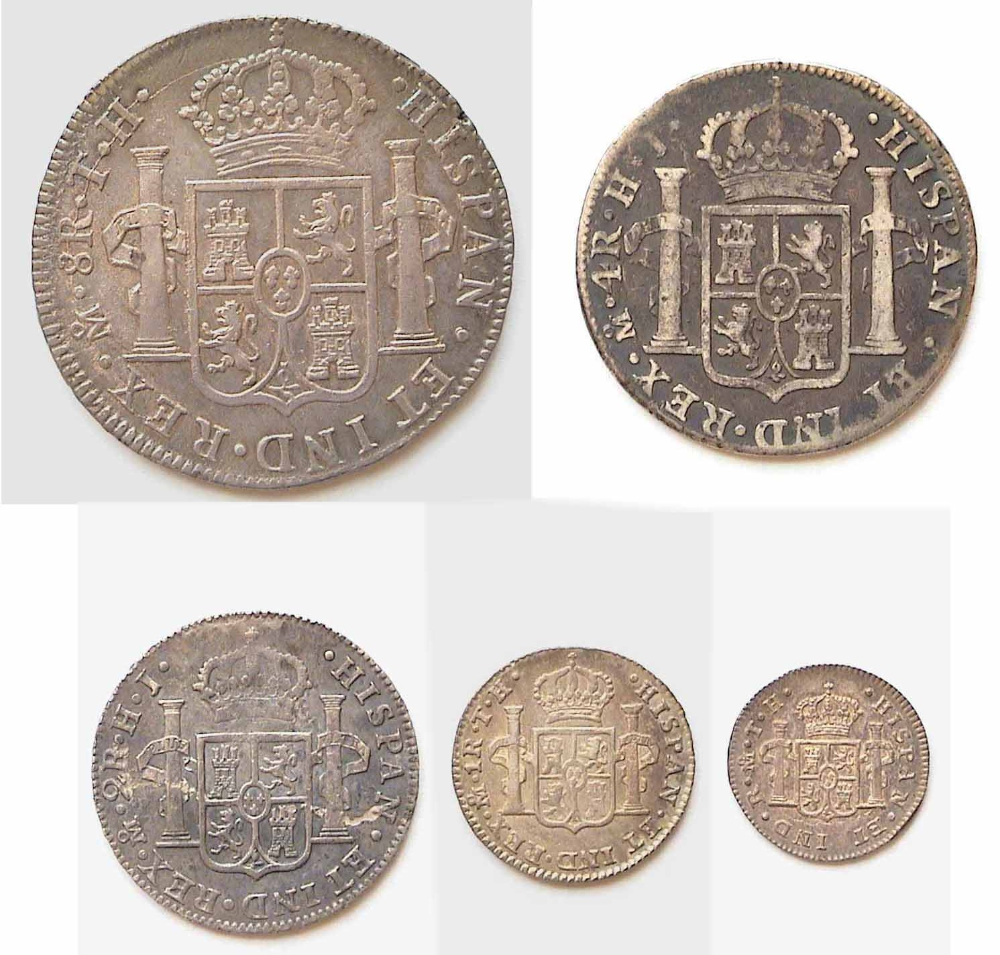 · HISPAN · ET IND · REX · Mº · 8R · T · H ·
· HISPAN · ET IND · REX · Mº · 4R · H · J ·
· HISPAN · ET IND · REX · Mº · 2R · H · J ·
· HISPAN · ET IND · REX · Mº · 1R · T · H ·
· HISPAN · ET IND · R · Mº · T · H ·